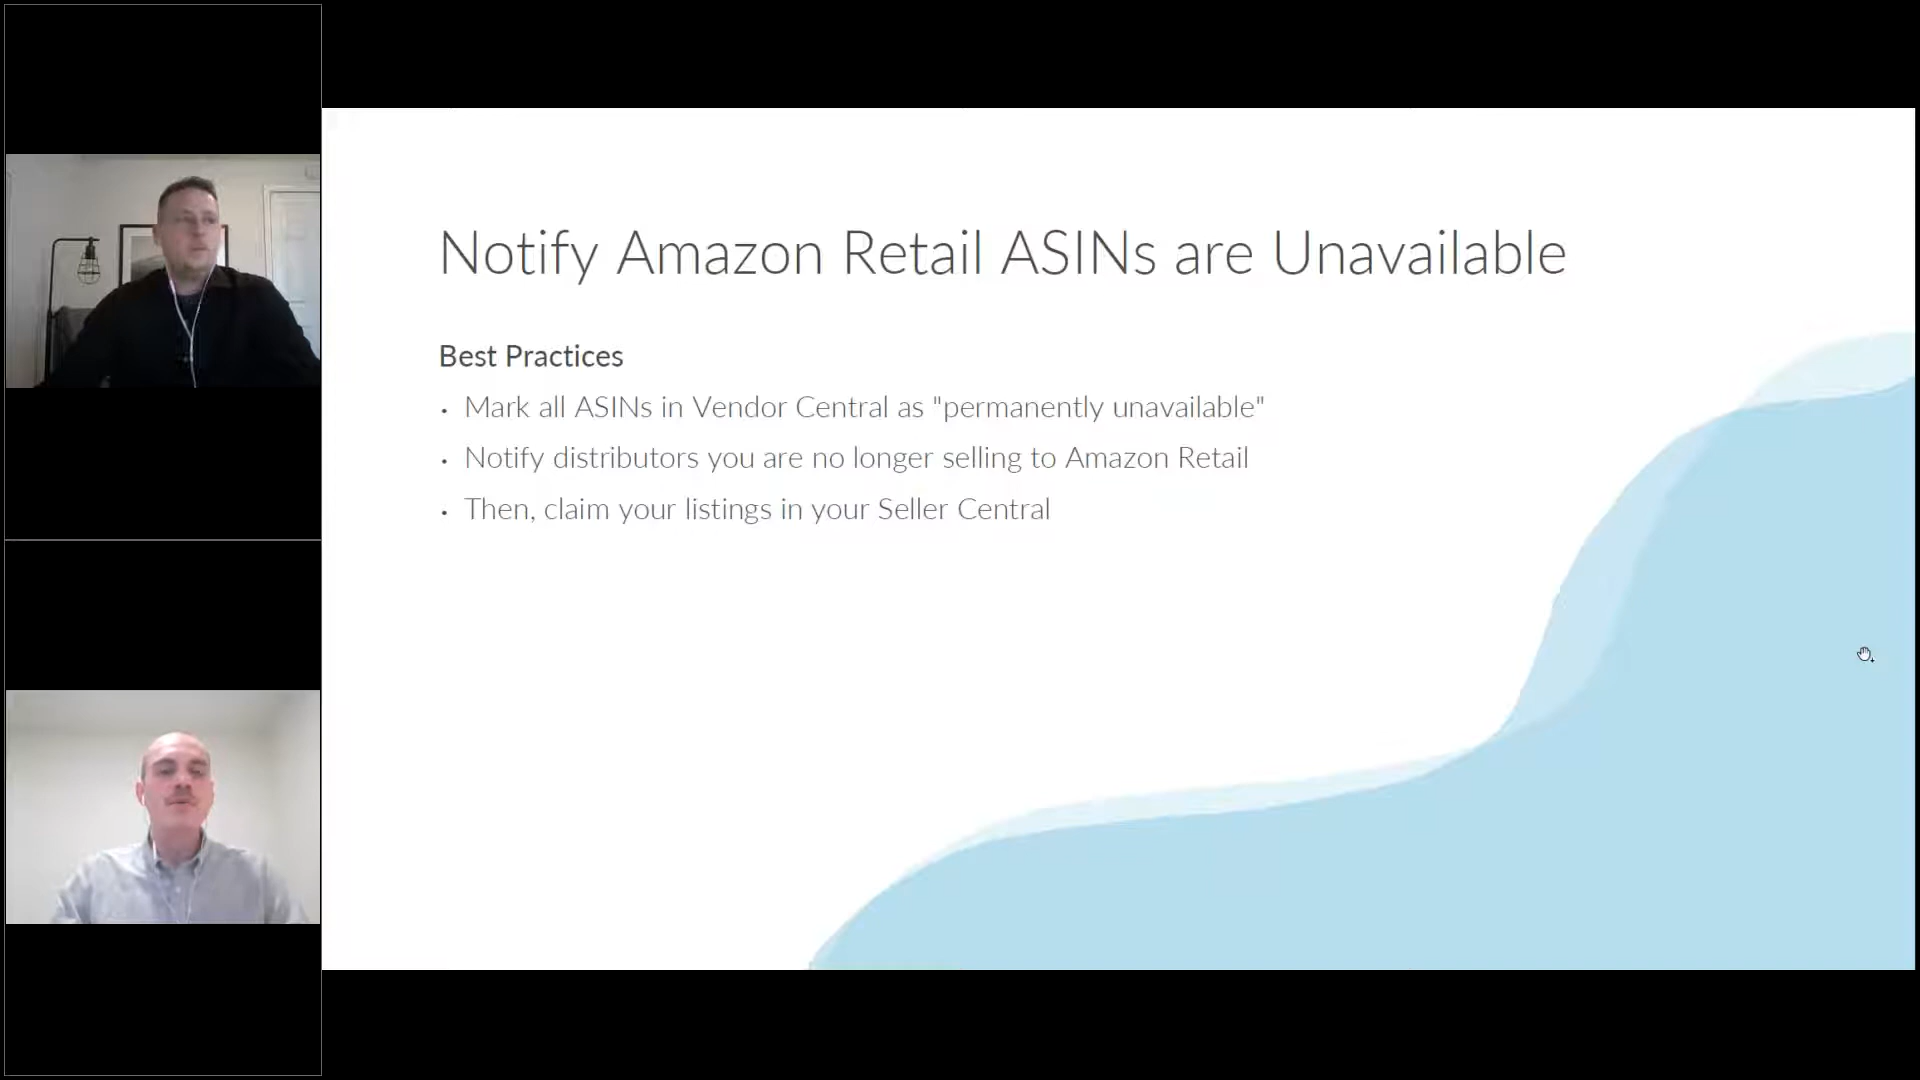 Notify Amazon Retail ASINs are Unavailable
Best Practices
• Mark all ASINs in Vendor Central as "permanently unavailable"
• Notify distributors you are no longer selling to Amazon Retail
• Then, claim your listings in your Seller Central